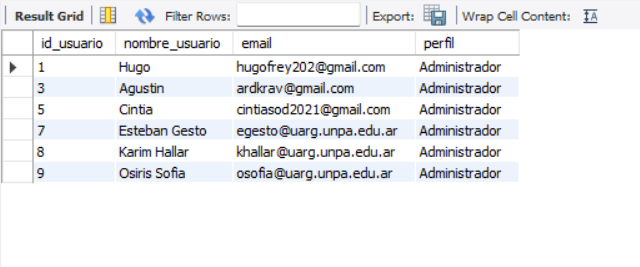 Result Grid Filter Rows: Export: Wrap Cell Content: IA
id_usuario nombre_usuario email perfil
1 Hugo hugofrey202@gmail.com Administrador
3 Agustin ardkrav@gmail.com Administrador
5 Cintia cintiasod2021@gmail.com Administrador
7 Esteban Gesto egesto@uarg.unpa.edu.ar Administrador
8 Karim Hallar khallar@uarg.unpa.edu.ar Administrador
9 Osiris Sofia osofia@uarg.unpa.edu.ar Administrador